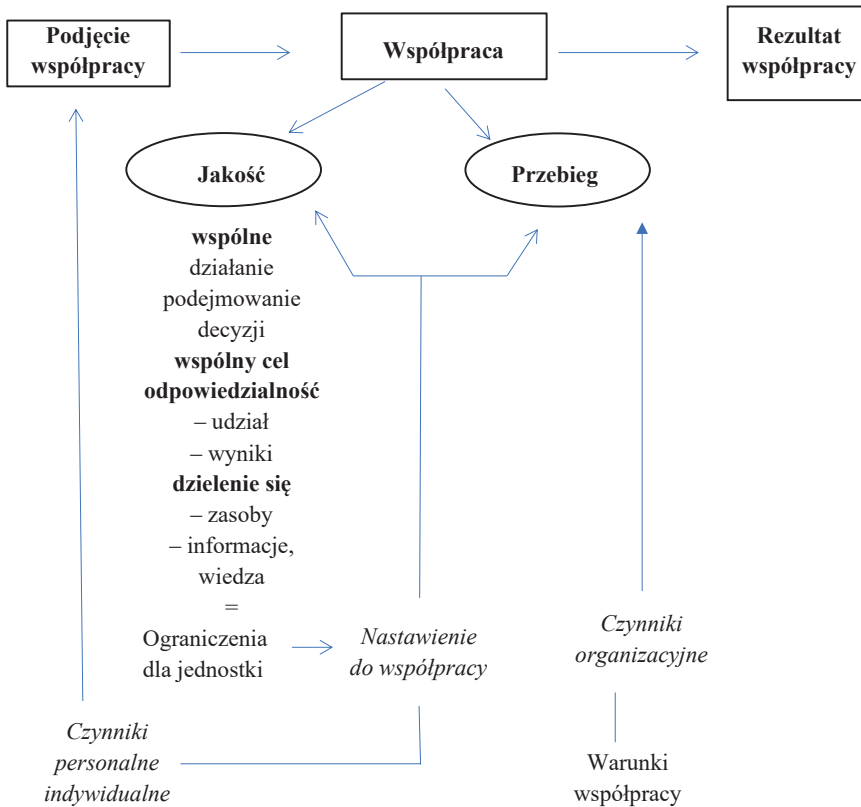 Podjęcie
współpracy
Współpraca
Rezultat
współpracy
Jakość
Przebieg
wspólne
działanie
podejmowanie
decyzji
wspólny cel
odpowiedzialność
– udział
– wyniki
dzielenie się
– zasoby
– informacje,
wiedza
=
Ograniczenia
dla jednostki
Nastawienie
do współpracy
Czynniki
organizacyjne
Czynniki
personalne
indywidualne
Warunki
współpracy